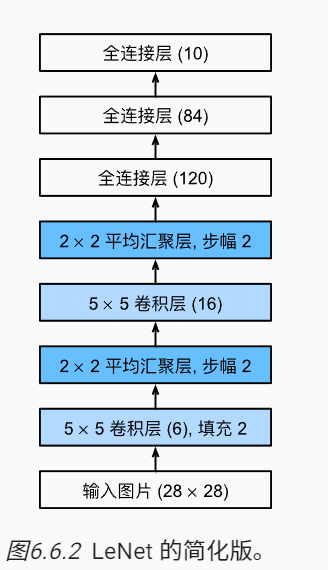 全连接层 (10)
全连接层 (84)
全连接层 (120)
2 × 2 平均汇聚层, 步幅 2
5 × 5 卷积层 (16)
2 × 2 平均汇聚层, 步幅 2
5 × 5 卷积层 (6), 填充 2
输入图片 (28 × 28)
图6.6.2 LeNet 的简化版。